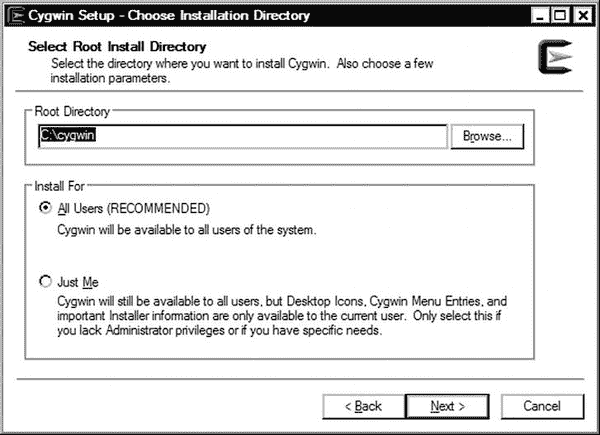 Cygwin Setup - Choose Installation Directory
Select Root Install Directory
Select the directory where you want to install Cygwin. Also choose a few
installation parameters.
Root Directory
C:\cygwin
Browse...
Install For
All Users (RECOMMENDED)
Cygwin will be available to all users of the system.
Just Me
Cygwin will still be available to all users, but Desktop Icons, Cygwin Menu Entries, and
important Installer information are only available to the current user. Only select this if
you lack Administrator privileges or if you have specific needs.
< Back
Next >
Cancel